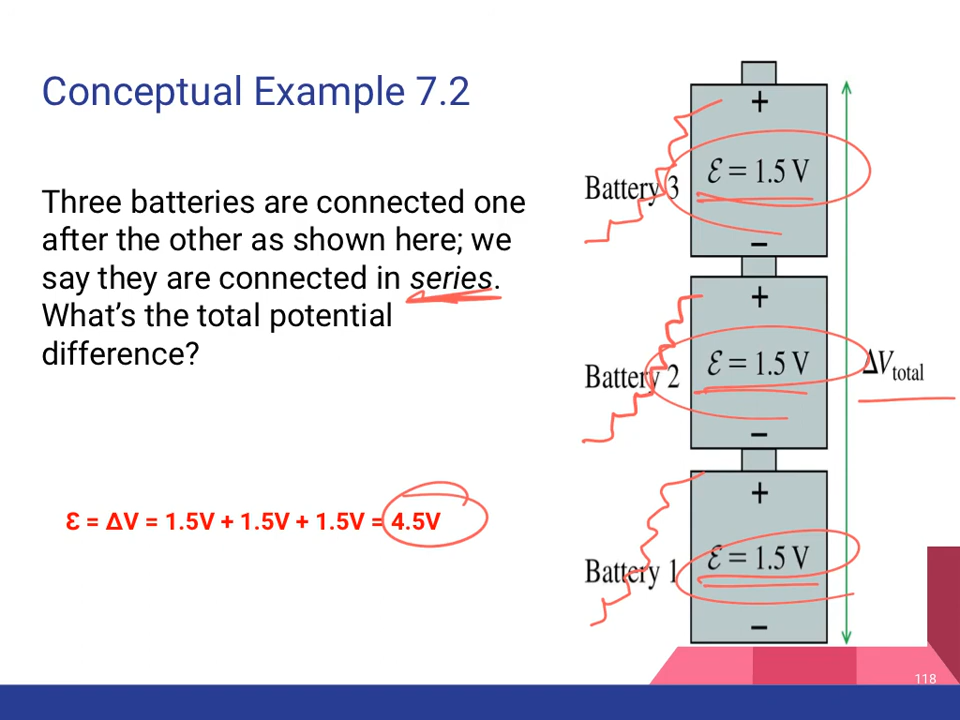 Conceptual Example 7.2
Three batteries are connected one
after the other as shown here; we
say they are connected in series.
What’s the total potential
difference?
Ɛ = ΔV = 1.5V + 1.5V + 1.5V = 4.5V
+
Battery 3
ℰ = 1.5 V
−
+
Battery 2
ℰ = 1.5 V
−
ΔVtotal
+
Battery 1
ℰ = 1.5 V
−
118